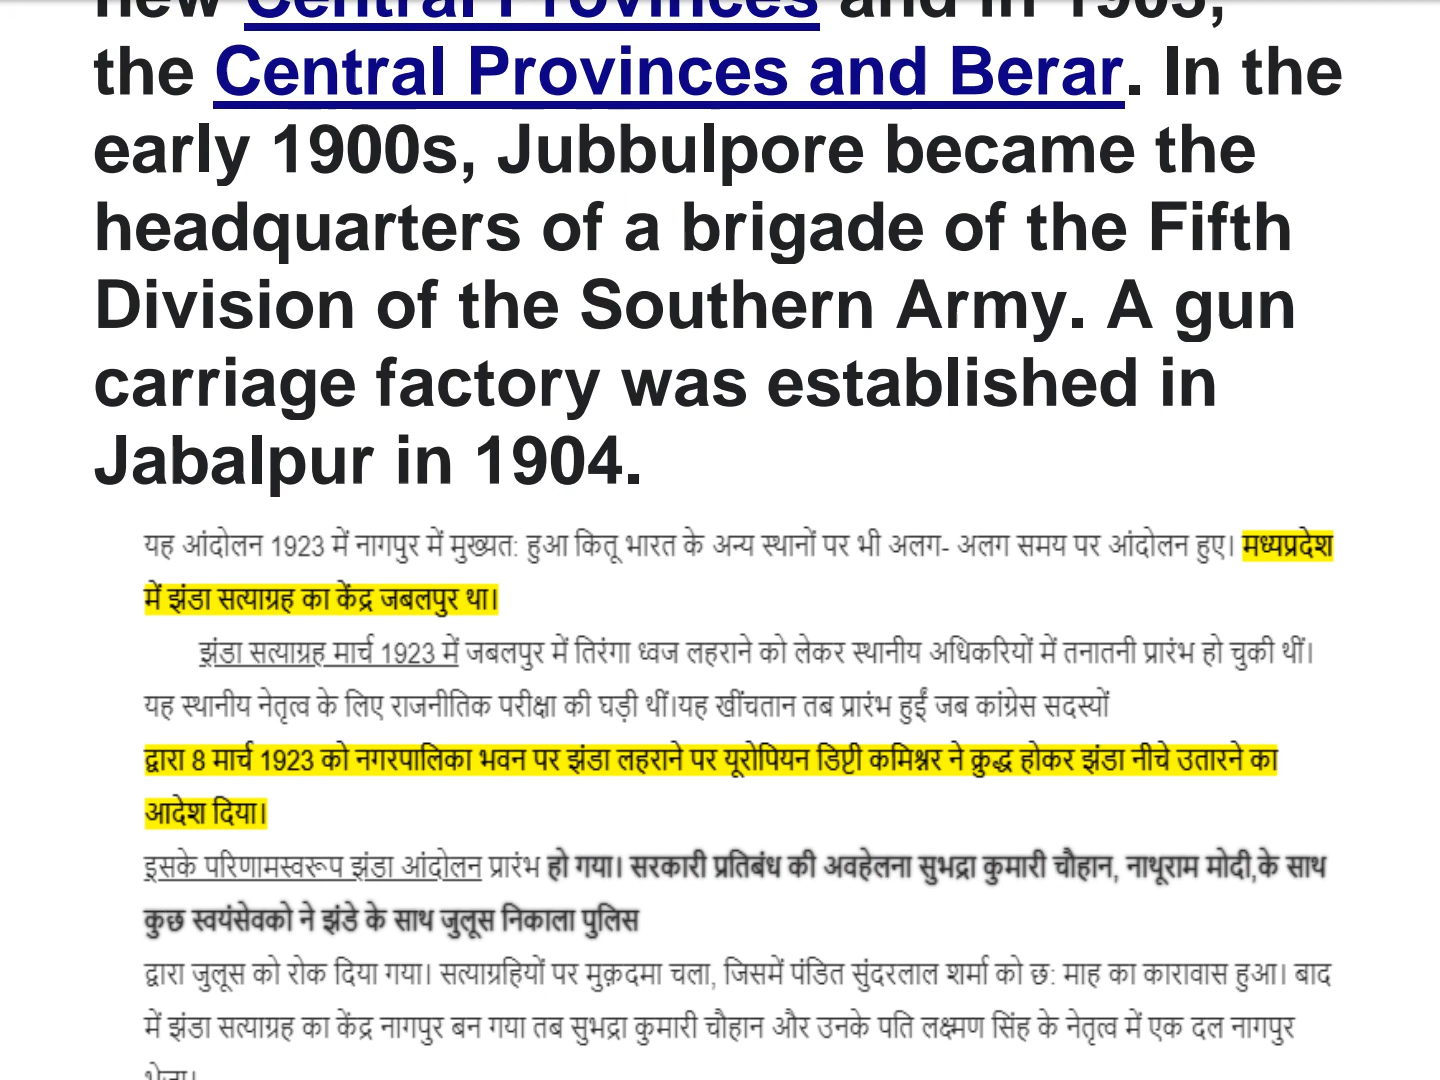 new Central Provinces and in 1903,
the Central Provinces and Berar. In the
early 1900s, Jubbulpore became the
headquarters of a brigade of the Fifth
Division of the Southern Army. A gun
carriage factory was established in
Jabalpur in 1904.
यह आंदोलन 1923 में नागपुर में मुख्यत: हुआ कितू भारत के अन्य स्थानों पर भी अलग- अलग समय पर आंदोलन हुए। मध्यप्रदेश
में झंडा सत्याग्रह का केंद्र जबलपुर था।
झंडा सत्याग्रह मार्च 1923 में जबलपुर में तिरंगा ध्वज लहराने को लेकर स्थानीय अधिकरियों में तनातनी प्रारंभ हो चुकी थीं।
यह स्थानीय नेतृत्व के लिए राजनीतिक परीक्षा की घड़ी थीं।यह खींचतान तब प्रारंभ हुईं जब कांग्रेस सदस्यों
द्वारा 8 मार्च 1923 को नगरपालिका भवन पर झंडा लहराने पर यूरोपियन डिप्टी कमिश्नर ने क्रुद्ध होकर झंडा नीचे उतारने का
आदेश दिया।
इसके परिणामस्वरूप झंडा आंदोलन प्रारंभ हो गया। सरकारी प्रतिबंध की अवहेलना सुभद्रा कुमारी चौहान, नाथूराम मोदी,के साथ
कुछ स्वयंसेवको ने झंडे के साथ जुलूस निकाला पुलिस
द्वारा जुलूस को रोक दिया गया। सत्याग्रहियों पर मुक़दमा चला, जिसमें पंडित सुंदरलाल शर्मा को छ: माह का कारावास हुआ। बाद
में झंडा सत्याग्रह का केंद्र नागपुर बन गया तब सुभद्रा कुमारी चौहान और उनके पति लक्ष्मण सिंह के नेतृत्व में एक दल नागपुर